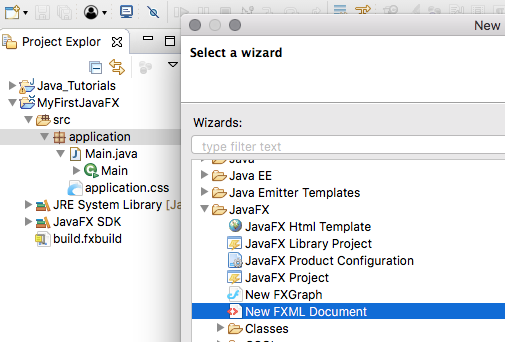 New
Project Explor
Select a wizard
Java_Tutorials
MyFirstJavaFX
src
application
Main.java
Main
application.css
JRE System Library [Ja
JavaFX SDK
build.fxbuild
Wizards:
type filter text
Java
Java EE
Java Emitter Templates
JavaFX
JavaFX Html Template
JavaFX Library Project
JavaFX Product Configuration
JavaFX Project
New FXGraph
New FXML Document
Classes